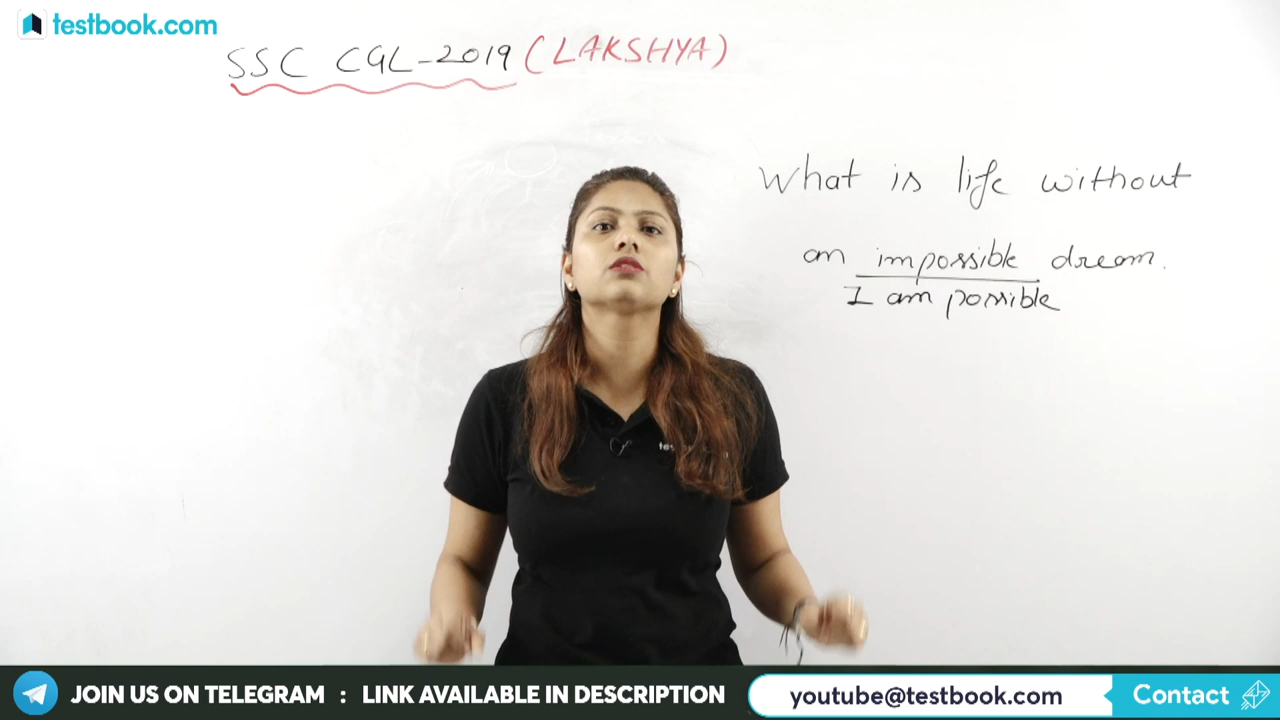 testbook.com
SSC CGL-2019 (LAKSHYA)
What is life without
an impossible dream.
I am possible
JOIN US ON TELEGRAM : LINK AVAILABLE IN DESCRIPTION
youtube@testbook.com
Contact